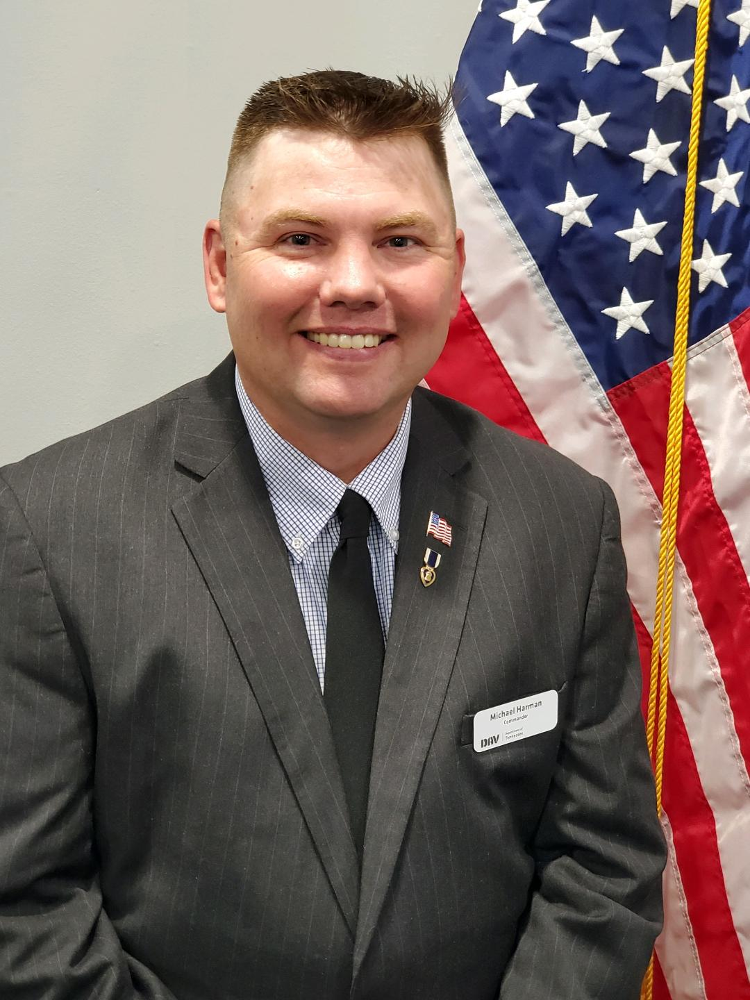 Michael Harman
Commander
DAV
Department of
Tennessee